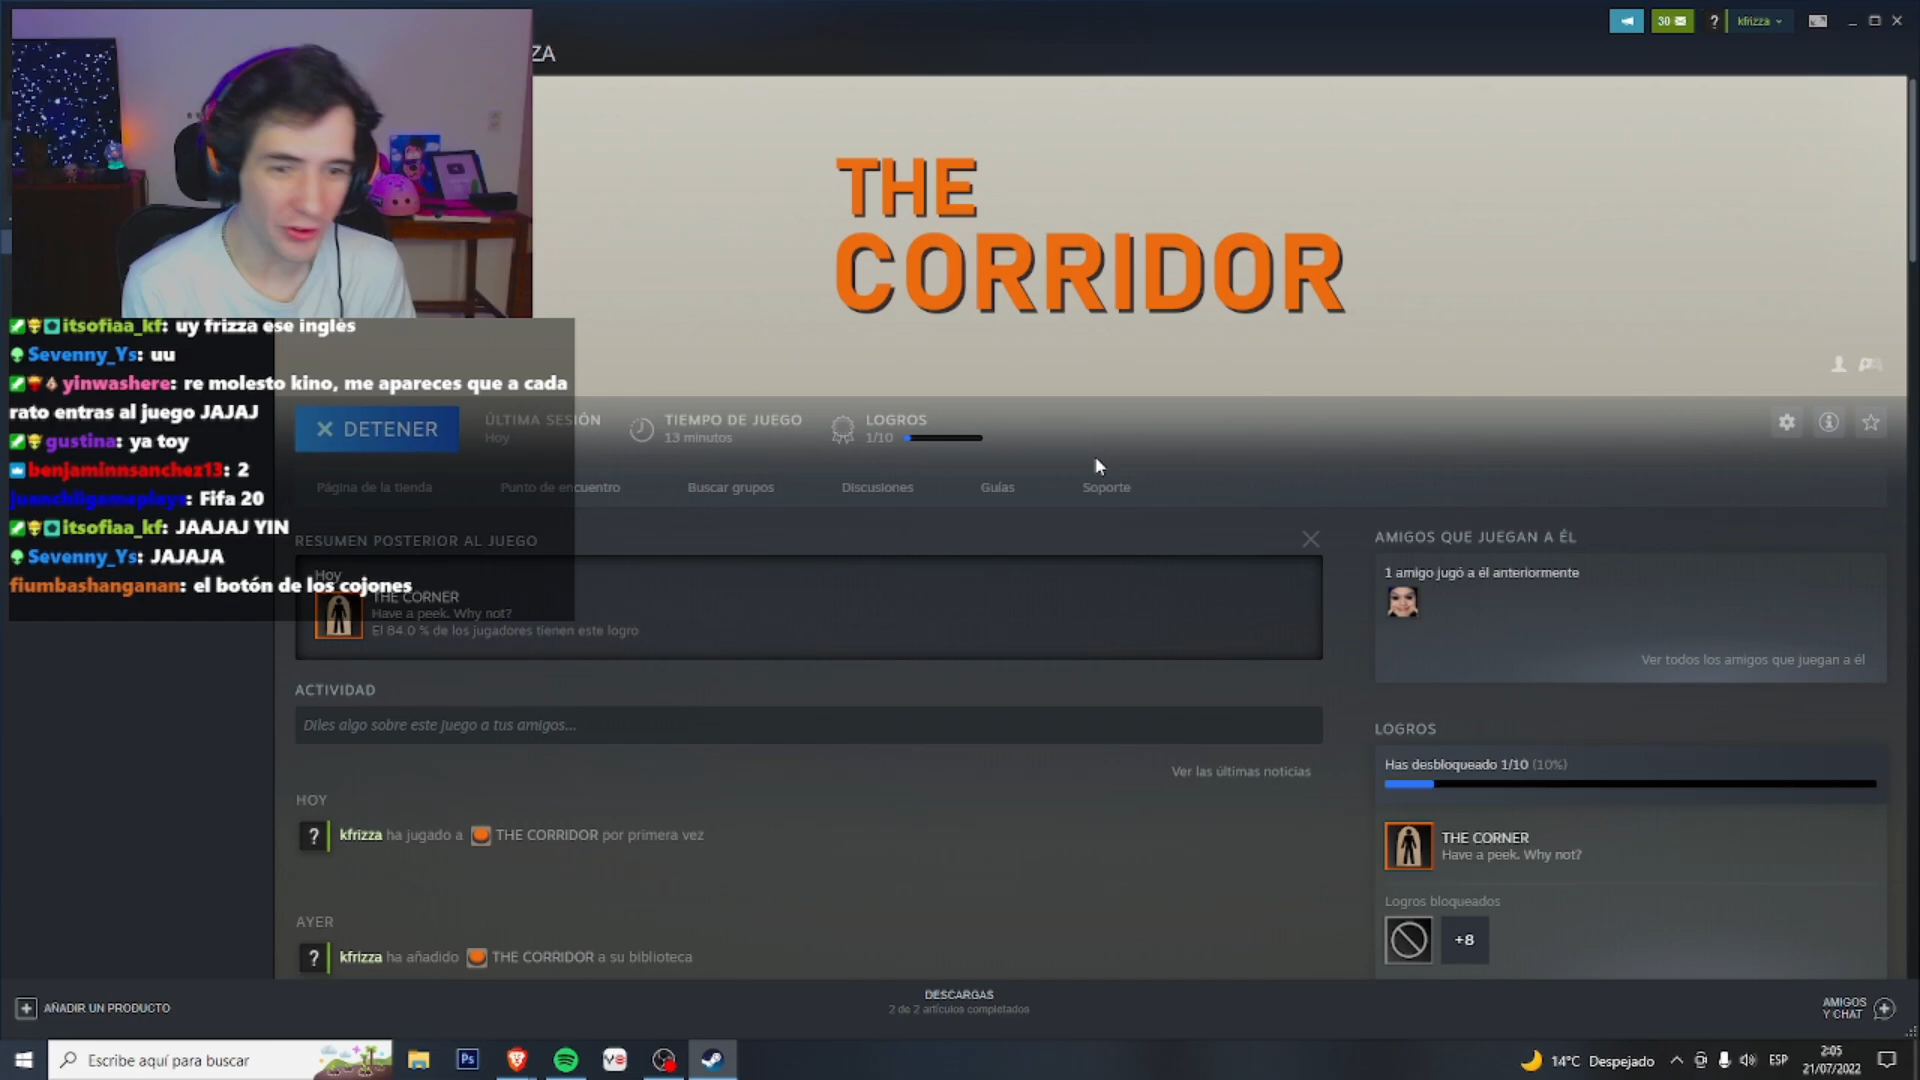 30
?
kfrizza
ZA
THE
CORRIDOR
itsofiaa_kf: uy frizza ese inglés
Sevenny_Ys: uu
yinwashere: re molesto kino, me apareces que a cada
rato entras al juego JAJAJ
gustina: ya toy
benjaminnsanchez13: 2
juanchiigameplays: Fifa 20
itsofiaa_kf: JAAJAJ YIN
Sevenny_Ys: JAJAJA
fiumbashanganan: el botón de los cojones
DETENER
ÚLTIMA SESIÓN
Hoy
TIEMPO DE JUEGO
13 minutos
LOGROS
1/10
Página de la tienda
Punto de encuentro
Buscar grupos
Discusiones
Guías
Soporte
RESUMEN POSTERIOR AL JUEGO
Hoy
THE CORNER
Have a peek. Why not?
El 84.0 % de los jugadores tienen este logro
ACTIVIDAD
Diles algo sobre este juego a tus amigos...
Ver las últimas noticias
HOY
? kfrizza ha jugado a THE CORRIDOR por primera vez
AYER
? kfrizza ha añadido THE CORRIDOR a su biblioteca
AMIGOS QUE JUEGAN A ÉL
1 amigo jugó a él anteriormente
Ver todos los amigos que juegan a él
LOGROS
Has desbloqueado 1/10 (10%)
THE CORNER
Have a peek. Why not?
Logros bloqueados
+8
AÑADIR UN PRODUCTO
DESCARGAS
2 de 2 artículos completados
AMIGOS
Y CHAT
Escribe aquí para buscar
Ps
14°C Despejado
ESP
2:05
21/07/2022